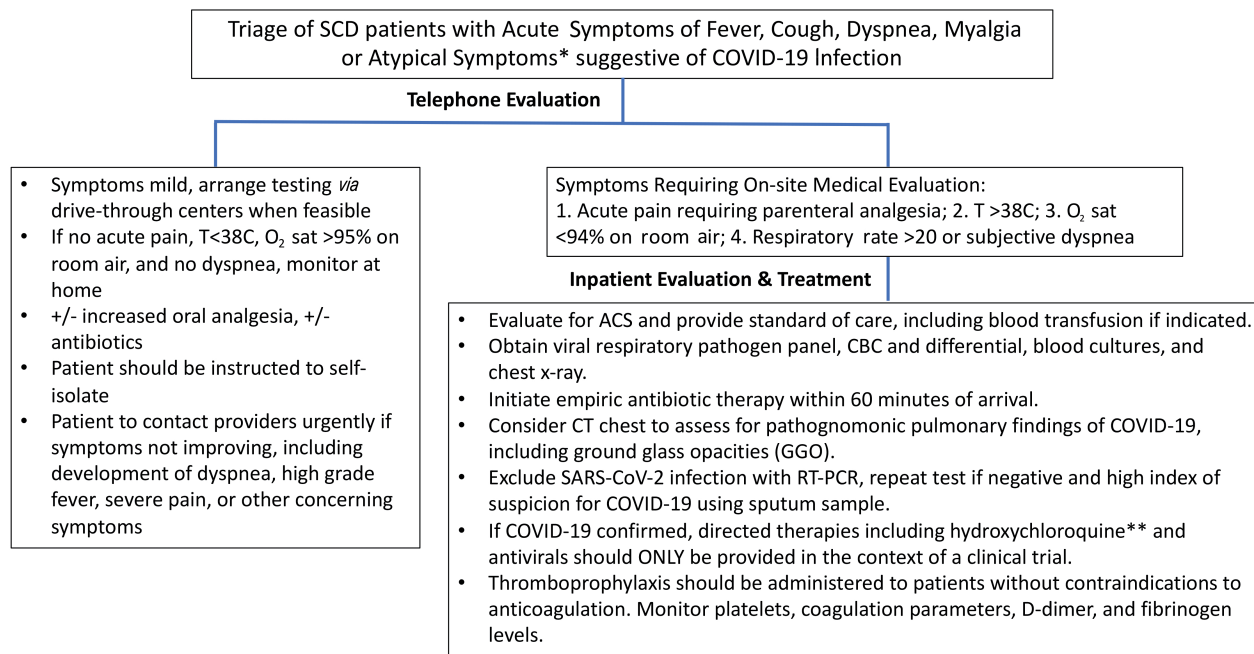 Triage of SCD patients with Acute Symptoms of Fever, Cough, Dyspnea, Myalgia
or Atypical Symptoms* suggestive of COVID-19 Infection
Telephone Evaluation
• Symptoms mild, arrange testing via
drive-through centers when feasible
• If no acute pain, T<38C, O₂ sat >95% on
room air, and no dyspnea, monitor at
home
• +/- increased oral analgesia, +/-
antibiotics
• Patient should be instructed to self-
isolate
• Patient to contact providers urgently if
symptoms not improving, including
development of dyspnea, high grade
fever, severe pain, or other concerning
symptoms
Symptoms Requiring On-site Medical Evaluation:
1. Acute pain requiring parenteral analgesia; 2. T >38C; 3. O₂ sat
<94% on room air; 4. Respiratory rate >20 or subjective dyspnea
Inpatient Evaluation & Treatment
• Evaluate for ACS and provide standard of care, including blood transfusion if indicated.
• Obtain viral respiratory pathogen panel, CBC and differential, blood cultures, and
chest x-ray.
• Initiate empiric antibiotic therapy within 60 minutes of arrival.
• Consider CT chest to assess for pathognomonic pulmonary findings of COVID-19,
including ground glass opacities (GGO).
• Exclude SARS-CoV-2 infection with RT-PCR, repeat test if negative and high index of
suspicion for COVID-19 using sputum sample.
• If COVID-19 confirmed, directed therapies including hydroxychloroquine** and
antivirals should ONLY be provided in the context of a clinical trial.
• Thromboprophylaxis should be administered to patients without contraindications to
anticoagulation. Monitor platelets, coagulation parameters, D-dimer, and fibrinogen
levels.